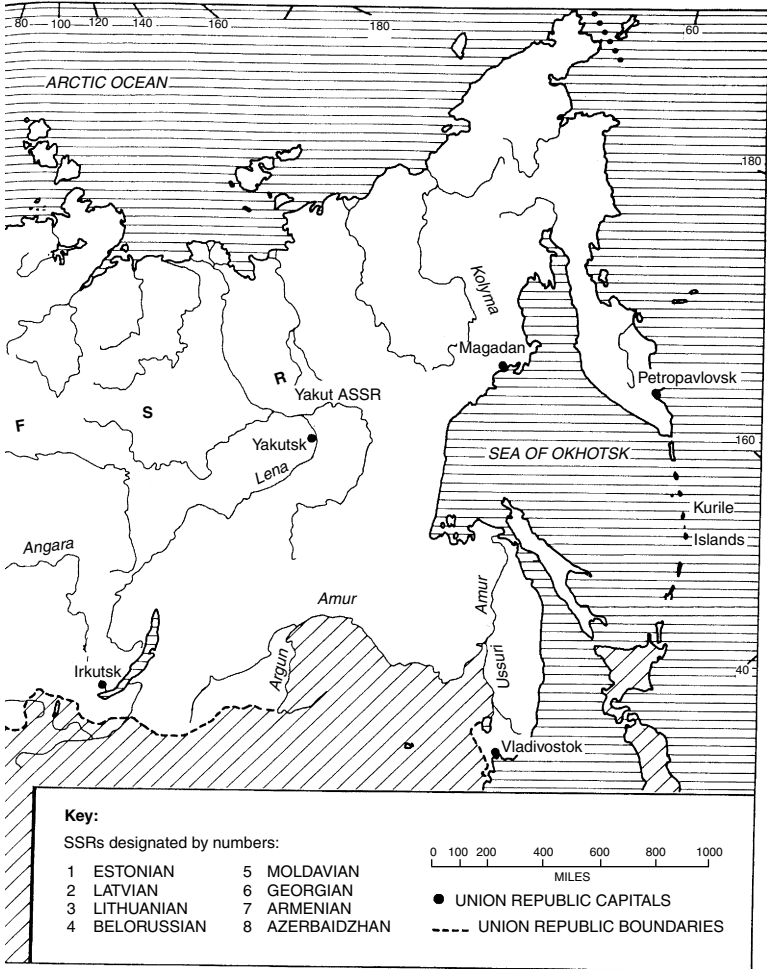 80 100 120 140 160 180 60
ARCTIC OCEAN
180
Kolyma
Magadan
Petropavlovsk
R
Yakut ASSR
S
F
Yakutsk
160
SEA OF OKHOTSK
Lena
Kurile
Islands
Angara
Amur
Amur
Argun
Ussuri
Irkutsk
40
Vladivostok
Key:
SSRs designated by numbers:
1 ESTONIAN
2 LATVIAN
3 LITHUANIAN
4 BELORUSSIAN
5 MOLDAVIAN
6 GEORGIAN
7 ARMENIAN
8 AZERBAIDZHAN
0 100 200 400 600 800 1000
MILES
UNION REPUBLIC CAPITALS
UNION REPUBLIC BOUNDARIES